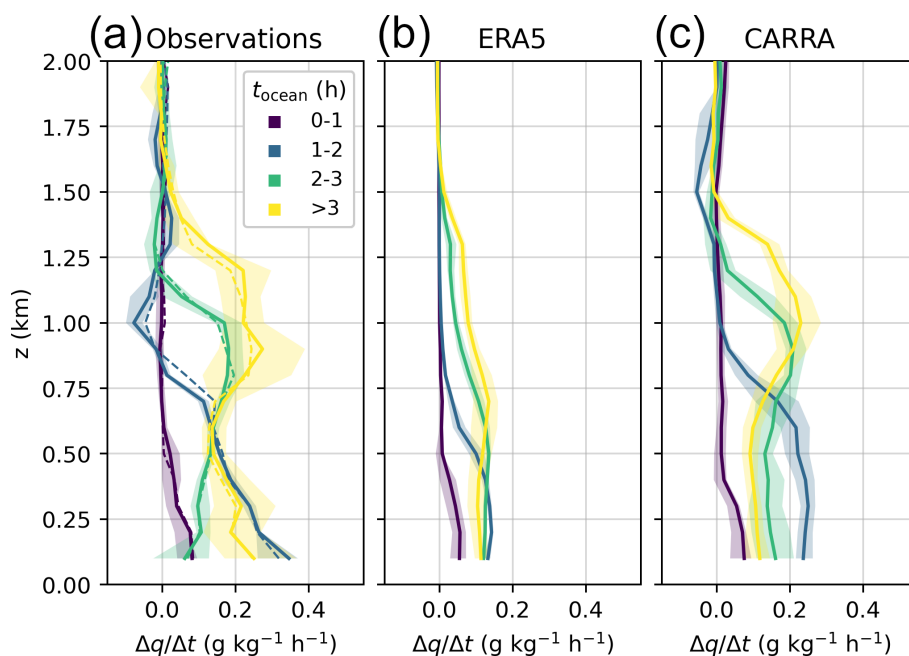 (a) Observations
(b) ERA5
(c) CARRA
2.00
1.75
1.50
1.25
1.00
0.75
0.50
0.25
0.00
z (km)
t_ocean (h)
0-1
1-2
2-3
>3
0.0 0.2 0.4
0.0 0.2 0.4
0.0 0.2 0.4
Δq/Δt (g kg⁻¹ h⁻¹)
Δq/Δt (g kg⁻¹ h⁻¹)
Δq/Δt (g kg⁻¹ h⁻¹)